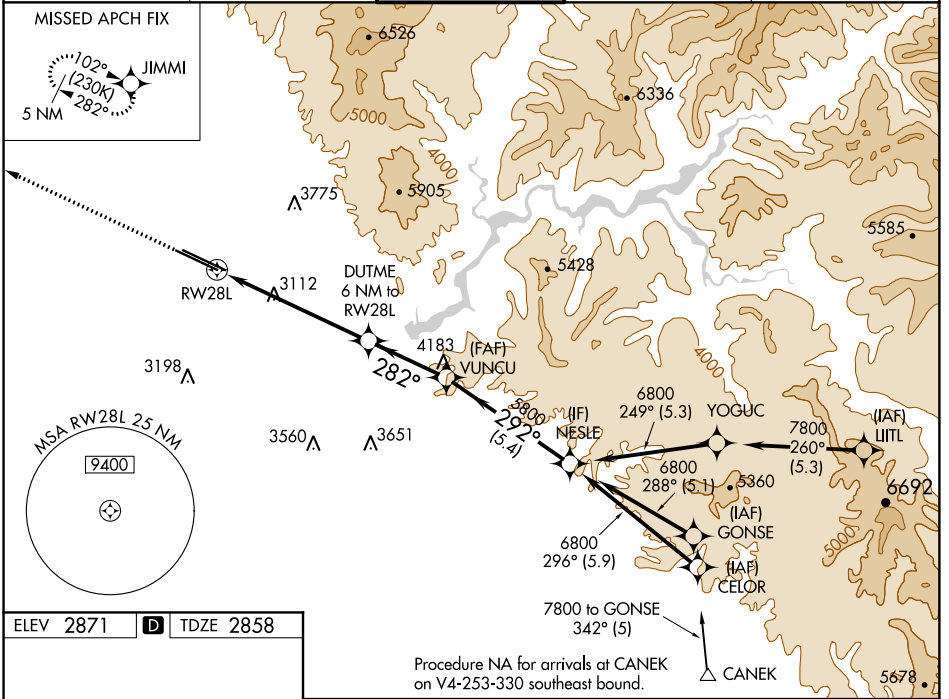 MISSED APCH FIX
JIMMI
102°
(230K)
282°
5 NM
6526
5000
4000
5905
6336
3775
5585
5428
RW28L
3112
DUTME
6 NM to
RW28L
4183
(FAF)
VUNCU
282°
3198
3560
3651
5800
292°
(5.4)
(IF)
NESLE
6800
249° (5.3)
YOGUC
4000
7800
260°
(5.3)
(IAF)
LIITL
6800
288° (5.1)
5360
6692
5000
(IAF)
GONSE
6800
296° (5.9)
(IAF)
CELOR
MSA RW28L 25 NM
9400
7800 to GONSE
342° (5)
CANEK
5678
Procedure NA for arrivals at CANEK
on V4-253-330 southeast bound.
ELEV 2871 D TDZE 2858